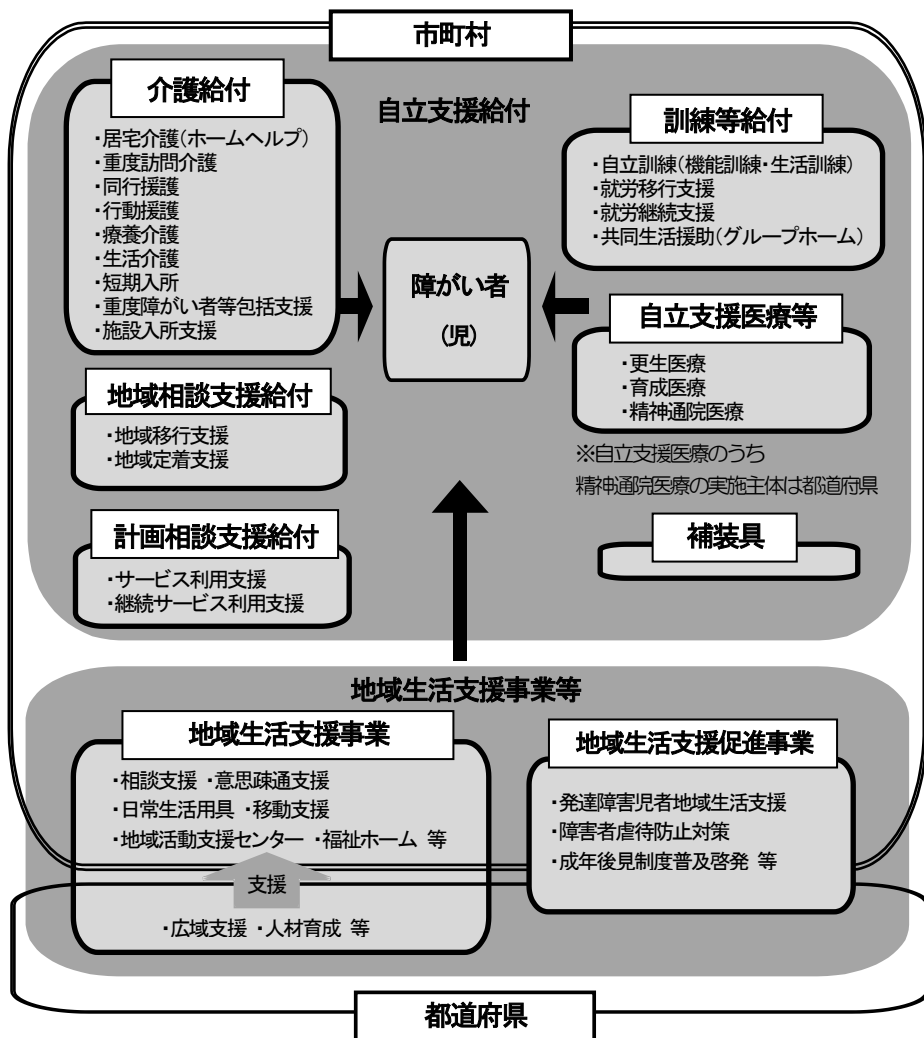 市町村
自立支援給付
介護給付
・居宅介護(ホームヘルプ)
・重度訪問介護
・同行援護
・行動援護
・療養介護
・生活介護
・短期入所
・重度障がい者等包括支援
・施設入所支援
地域相談支援給付
・地域移行支援
・地域定着支援
計画相談支援給付
・サービス利用支援
・継続サービス利用支援
障がい者
(児)
訓練等給付
・自立訓練(機能訓練・生活訓練)
・就労移行支援
・就労継続支援
・共同生活援助(グループホーム)
自立支援医療等
・更生医療
・育成医療
・精神通院医療
※自立支援医療のうち
精神通院医療の実施主体は都道府県
補装具
地域生活支援事業等
地域生活支援事業
・相談支援 ・意思疎通支援
・日常生活用具 ・移動支援
・地域活動支援センター ・福祉ホーム 等
支援
・広域支援 ・人材育成 等
地域生活支援促進事業
・発達障害児者地域生活支援
・障害者虐待防止対策
・成年後見制度普及啓発 等
都道府県